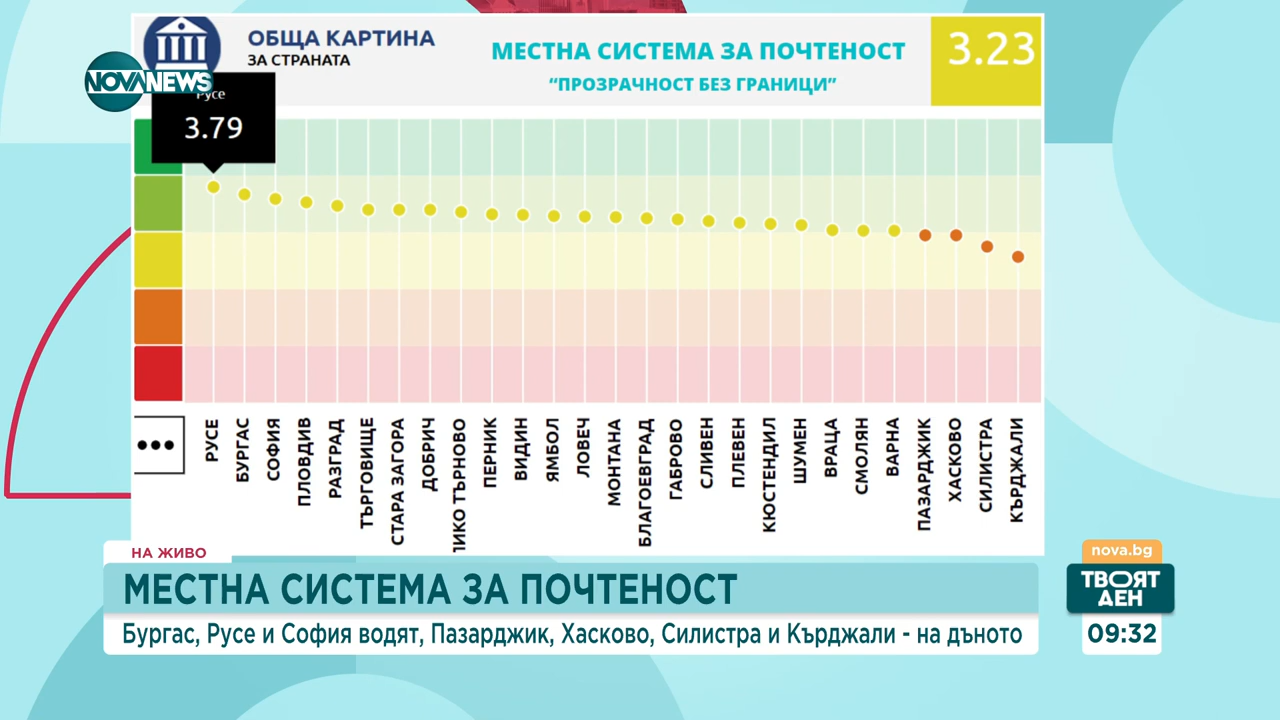 ОБЩА КАРТИНА
ЗА СТРАНАТА
МЕСТНА СИСТЕМА ЗА ПОЧТЕНОСТ
“ПРОЗРАЧНОСТ БЕЗ ГРАНИЦИ”
3.23
NOVANEWS
Русе
3.79
РУСЕ
БУРГАС
СОФИЯ
ПЛОВДИВ
РАЗГРАД
ТЪРГОВИЩЕ
СТАРА ЗАГОРА
ДОБРИЧ
ЛИКО ТЪРНОВО
ПЕРНИК
ВИДИН
ЯМБОЛ
ЛОВЕЧ
МОНТАНА
БЛАГОЕВГРАД
ГАБРОВО
СЛИВЕН
ПЛЕВЕН
КЮСТЕНДИЛ
ШУМЕН
ВРАЦА
СМОЛЯН
ВАРНА
ПАЗАРДЖИК
ХАСКОВО
СИЛИСТРА
КЪРДЖАЛИ
НА ЖИВО
МЕСТНА СИСТЕМА ЗА ПОЧТЕНОСТ
Бургас, Русе и София водят, Пазарджик, Хасково, Силистра и Кърджали - на дъното
nova.bg
ТВОЯТ
ДЕН
09:32